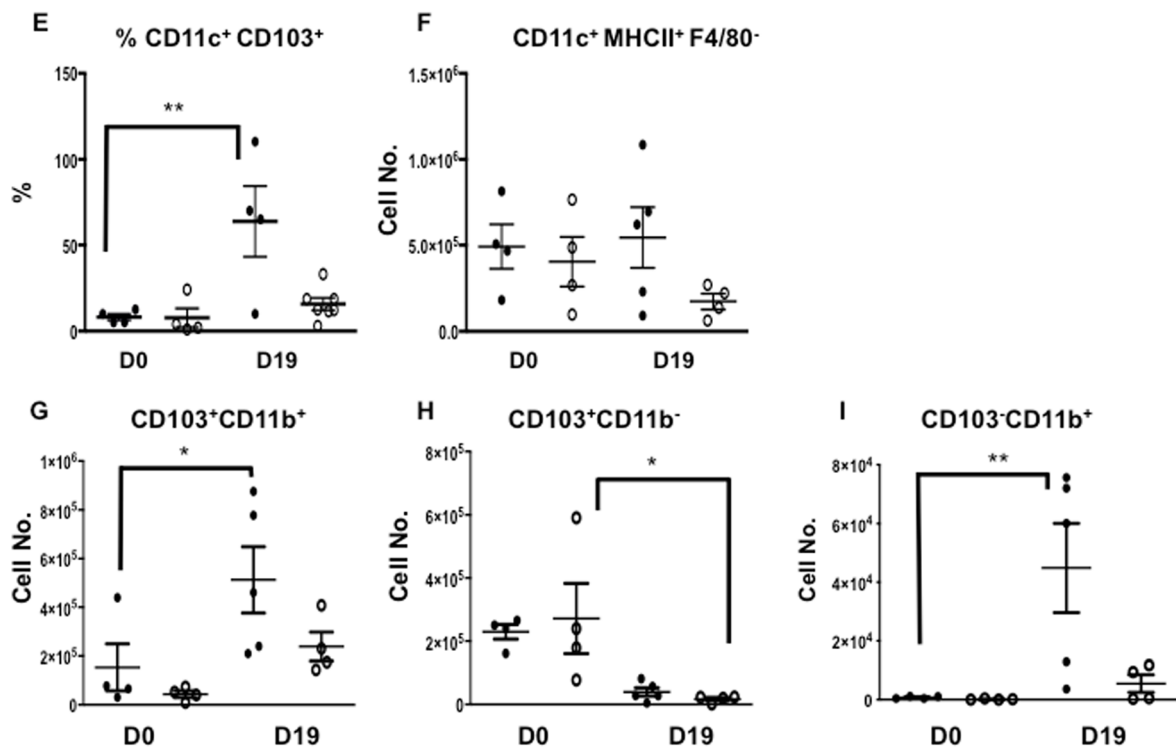 E
% CD11c⁺ CD103⁺
150
100
50
0
%
**
D0 D19
F
CD11c⁺ MHCII⁺ F4/80⁻
1.5×10⁶
1.0×10⁶
5.0×10⁵
0.0
Cell No.
D0 D19
G
CD103⁺CD11b⁺
1×10⁶
8×10⁵
6×10⁵
4×10⁵
2×10⁵
0
Cell No.
*
D0 D19
H
CD103⁺CD11b⁻
8×10⁵
6×10⁵
4×10⁵
2×10⁵
0
Cell No.
*
D0 D19
I
CD103⁻CD11b⁺
8×10⁴
6×10⁴
4×10⁴
2×10⁴
0
Cell No.
**
D0 D19